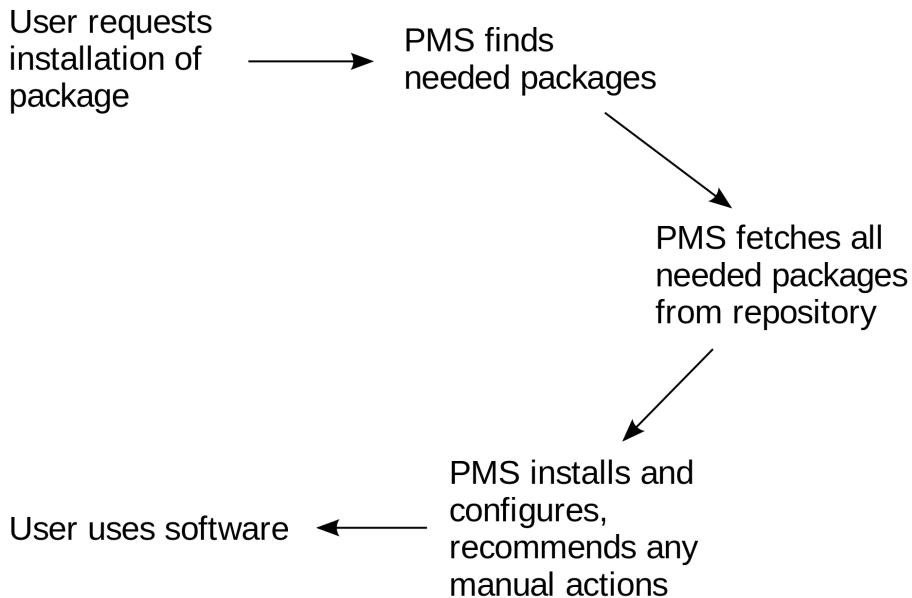 User requests
installation of
package
PMS finds
needed packages
PMS fetches all
needed packages
from repository
PMS installs and
configures,
recommends any
manual actions
User uses software